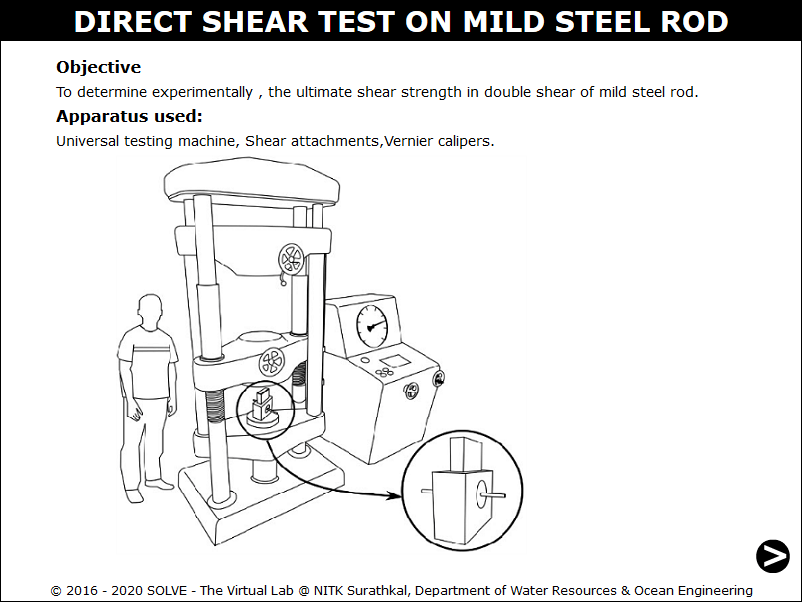 DIRECT SHEAR TEST ON MILD STEEL ROD
Objective
To determine experimentally , the ultimate shear strength in double shear of mild steel rod.
Apparatus used:
Universal testing machine, Shear attachments,Vernier calipers.
>
© 2016 - 2020 SOLVE - The Virtual Lab @ NITK Surathkal, Department of Water Resources & Ocean Engineering